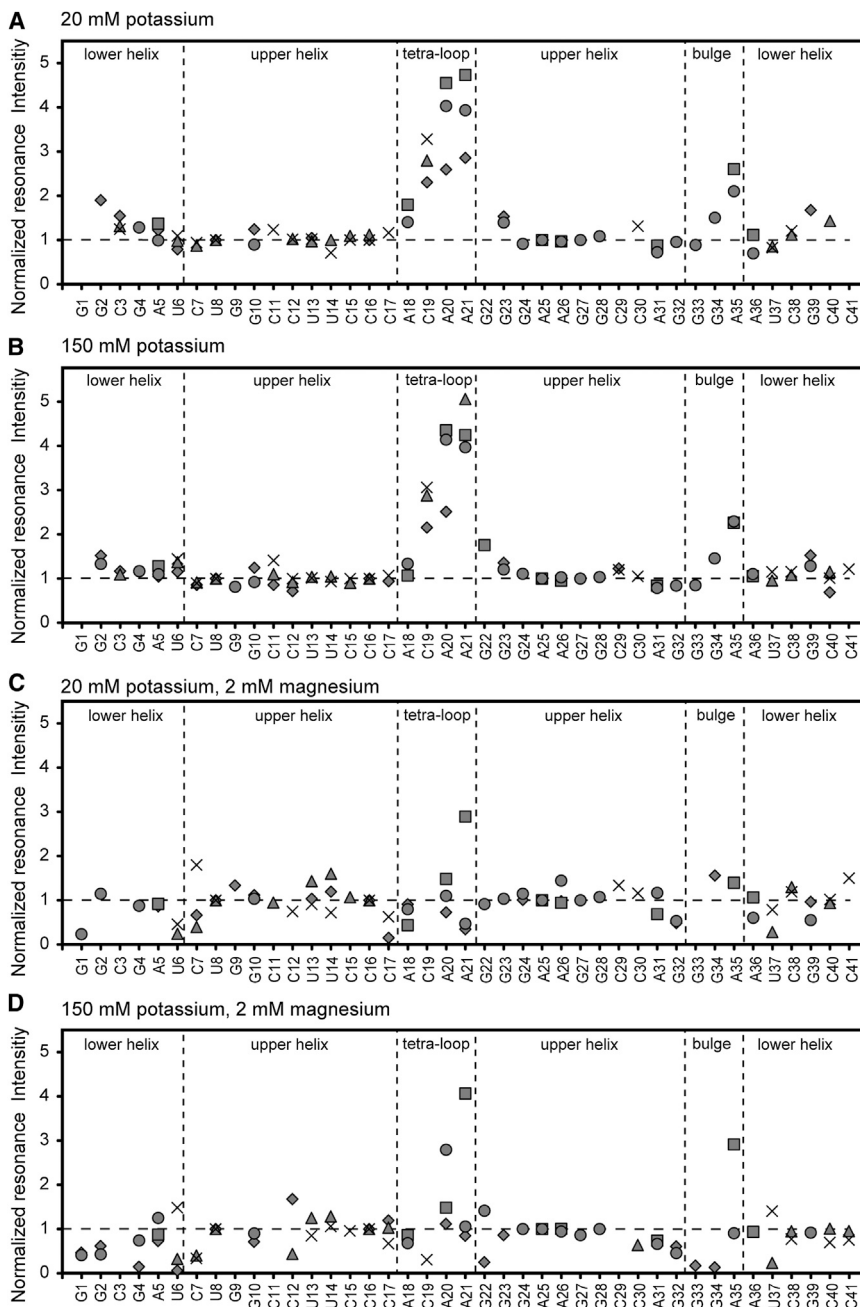 A 20 mM potassium
lower helix upper helix tetra-loop upper helix bulge lower helix
Normalized resonance Intensitiy
5
4
3
2
1
0
G1 G2 C3 G4 A5 U6 C7 U8 G9 G10 C11 C12 U13 U14 C15 C16 C17 A18 C19 A20 A21 G22 G23 G24 A25 A26 G27 G28 C29 C30 A31 G32 G33 G34 A35 A36 U37 C38 G39 C40 C41
B 150 mM potassium
lower helix upper helix tetra-loop upper helix bulge lower helix
Normalized resonance Intensitiy
5
4
3
2
1
0
G1 G2 C3 G4 A5 U6 C7 U8 G9 G10 C11 C12 U13 U14 C15 C16 C17 A18 C19 A20 A21 G22 G23 G24 A25 A26 G27 G28 C29 C30 A31 G32 G33 G34 A35 A36 U37 C38 G39 C40 C41
C 20 mM potassium, 2 mM magnesium
lower helix upper helix tetra-loop upper helix bulge lower helix
Normalized resonance Intensitiy
5
4
3
2
1
0
G1 G2 C3 G4 A5 U6 C7 U8 G9 G10 C11 C12 U13 U14 C15 C16 C17 A18 C19 A20 A21 G22 G23 G24 A25 A26 G27 G28 C29 C30 A31 G32 G33 G34 A35 A36 U37 C38 G39 C40 C41
D 150 mM potassium, 2 mM magnesium
lower helix upper helix tetra-loop upper helix bulge lower helix
Normalized resonance Intensitiy
5
4
3
2
1
0
G1 G2 C3 G4 A5 U6 C7 U8 G9 G10 C11 C12 U13 U14 C15 C16 C17 A18 C19 A20 A21 G22 G23 G24 A25 A26 G27 G28 C29 C30 A31 G32 G33 G34 A35 A36 U37 C38 G39 C40 C41